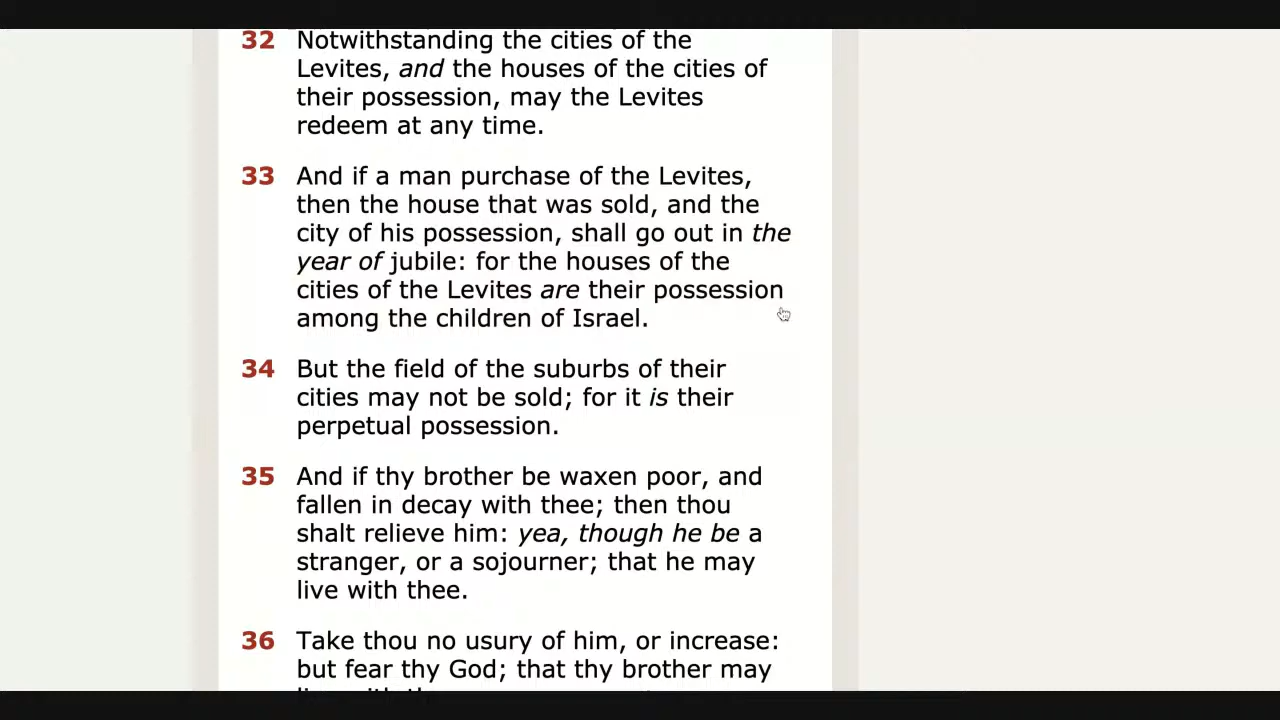 32 Notwithstanding the cities of the
Levites, and the houses of the cities of
their possession, may the Levites
redeem at any time.
33 And if a man purchase of the Levites,
then the house that was sold, and the
city of his possession, shall go out in the
year of jubile: for the houses of the
cities of the Levites are their possession
among the children of Israel.
34 But the field of the suburbs of their
cities may not be sold; for it is their
perpetual possession.
35 And if thy brother be waxen poor, and
fallen in decay with thee; then thou
shalt relieve him: yea, though he be a
stranger, or a sojourner; that he may
live with thee.
36 Take thou no usury of him, or increase:
but fear thy God; that thy brother may